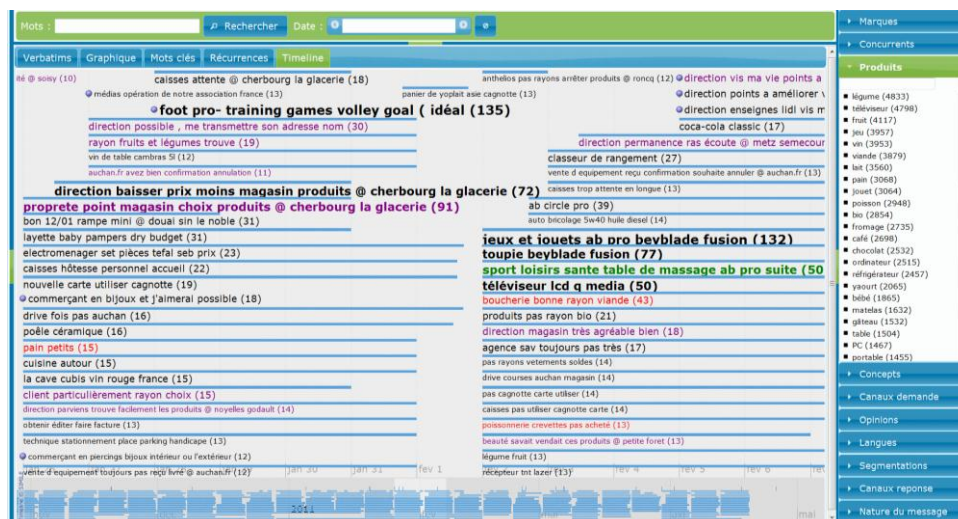 Mots :
Rechercher
Date :
Verbatims
Graphique
Mots clés
Récurrences
Timeline
ité @ soisy (10)
caisses attente @ cherbourg la glacerie (18)
médias opération de notre association france (13)
panier de yoplait asie cagnotte (13)
foot pro- training games volley goal ( idéal (135)
direction possible , me transmettre son adresse nom (30)
rayon fruits et légumes trouve (19)
vin de table cambras 5l (12)
auchan.fr avez bien confirmation annulation (11)
direction baisser prix moins magasin produits @ cherbourg la glacerie (72)
proprete point magasin choix produits @ cherbourg la glacerie (91)
bon 12/01 rampe mini @ douai sin le noble (31)
layette baby pampers dry budget (31)
electromenager set pièces tefal seb prix (23)
caisses hôtesse personnel accueil (22)
nouvelle carte utiliser cagnotte (19)
commerçant en bijoux et j'aimerai possible (18)
drive fois pas auchan (16)
poêle céramique (16)
pain petits (15)
cuisine autour (15)
la cave cubis vin rouge france (15)
client particulièrement rayon choix (15)
direction parviens trouve facilement les produits @ noyelles godault (14)
obtenir éditer faire facture (13)
technique stationnement place parking handicape (13)
commerçant en piercings bijoux intérieur ou l'extérieur (12)
vente d equipement toujours pas reçu livré @ auchan.fr (12)
anthelios pas rayons arrêter produits @ roncq (12)
direction vis ma vie points a
direction points a améliorer v
direction enseignes lidl vis m
coca-cola classic (17)
direction permanence ras écoute @ metz semecour
classeur de rangement (27)
vente d equipement reçu confirmation souhaite annuler @ auchan.fr (13)
caisses trop attente en longue (13)
ab circle pro (39)
auto bricolage 5w40 huile diesel (14)
jeux et jouets ab pro beyblade fusion (132)
toupie beyblade fusion (77)
sport loisirs sante table de massage ab pro suite (50
téléviseur lcd q media (50)
boucherie bonne rayon viande (43)
produits pas rayon bio (21)
direction magasin très agréable bien (18)
agence sav toujours pas très (17)
pas rayons vetements soldes (14)
drive courses auchan magasin (14)
pas cagnotte carte utiliser (14)
caisses pas utiliser cagnotte carte (14)
poissonnerie crevettes pas acheté (13)
beauté savait vendait ces produits @ petite foret (13)
légume fruit (13)
récepteur tnt lazer (13)
jan 30
jan 31
fev 1
fev 4
fev 5
fev 6
2011
mai
Marques
Concurrents
Produits
légume (4833)
téléviseur (4798)
fruit (4117)
jeu (3957)
vin (3953)
viande (3879)
lait (3560)
pain (3068)
jouet (3064)
poisson (2948)
bio (2854)
fromage (2735)
café (2698)
chocolat (2532)
ordinateur (2515)
réfrigérateur (2457)
yaourt (2065)
bébé (1865)
matelas (1632)
gâteau (1532)
table (1504)
PC (1467)
portable (1455)
Concepts
Canaux demande
Opinions
Langues
Segmentations
Canaux reponse
Nature du message